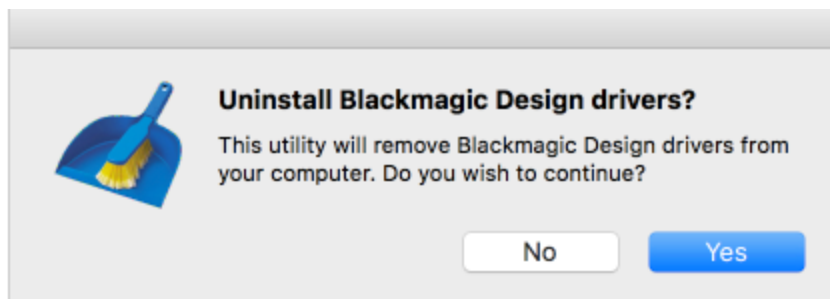 Uninstall Blackmagic Design drivers?
This utility will remove Blackmagic Design drivers from
your computer. Do you wish to continue?
No
Yes